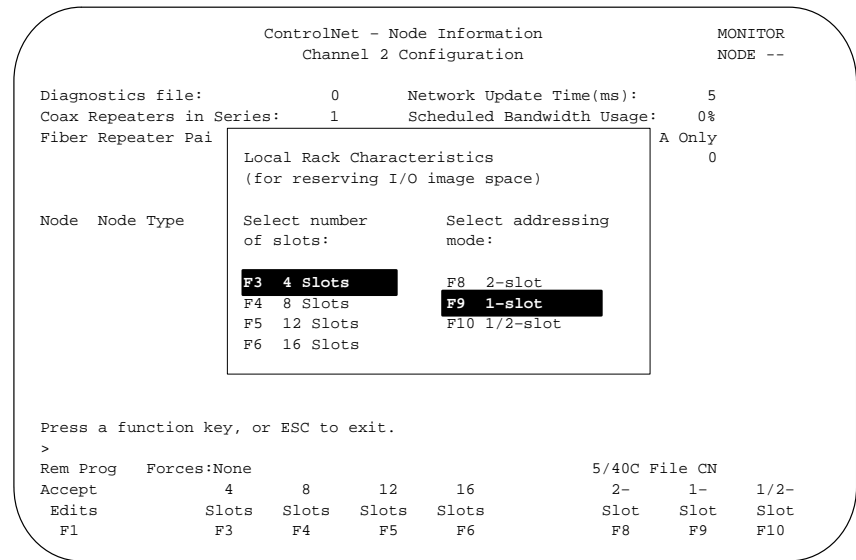 ControlNet – Node Information MONITOR
Channel 2 Configuration NODE --
Diagnostics file: 0 Network Update Time(ms): 5
Coax Repeaters in Series: 1 Scheduled Bandwidth Usage: 0%
Fiber Repeater Pai A Only
0
Local Rack Characteristics
(for reserving I/O image space)
Node Node Type
Select number Select addressing
of slots: mode:
F3 4 Slots F8 2-slot
F4 8 Slots F9 1-slot
F5 12 Slots F10 1/2-slot
F6 16 Slots
Press a function key, or ESC to exit.
>
Rem Prog Forces:None 5/40C File CN
Accept 4 8 12 16 2- 1- 1/2-
Edits Slots Slots Slots Slots Slot Slot Slot
F1 F3 F4 F5 F6 F8 F9 F10